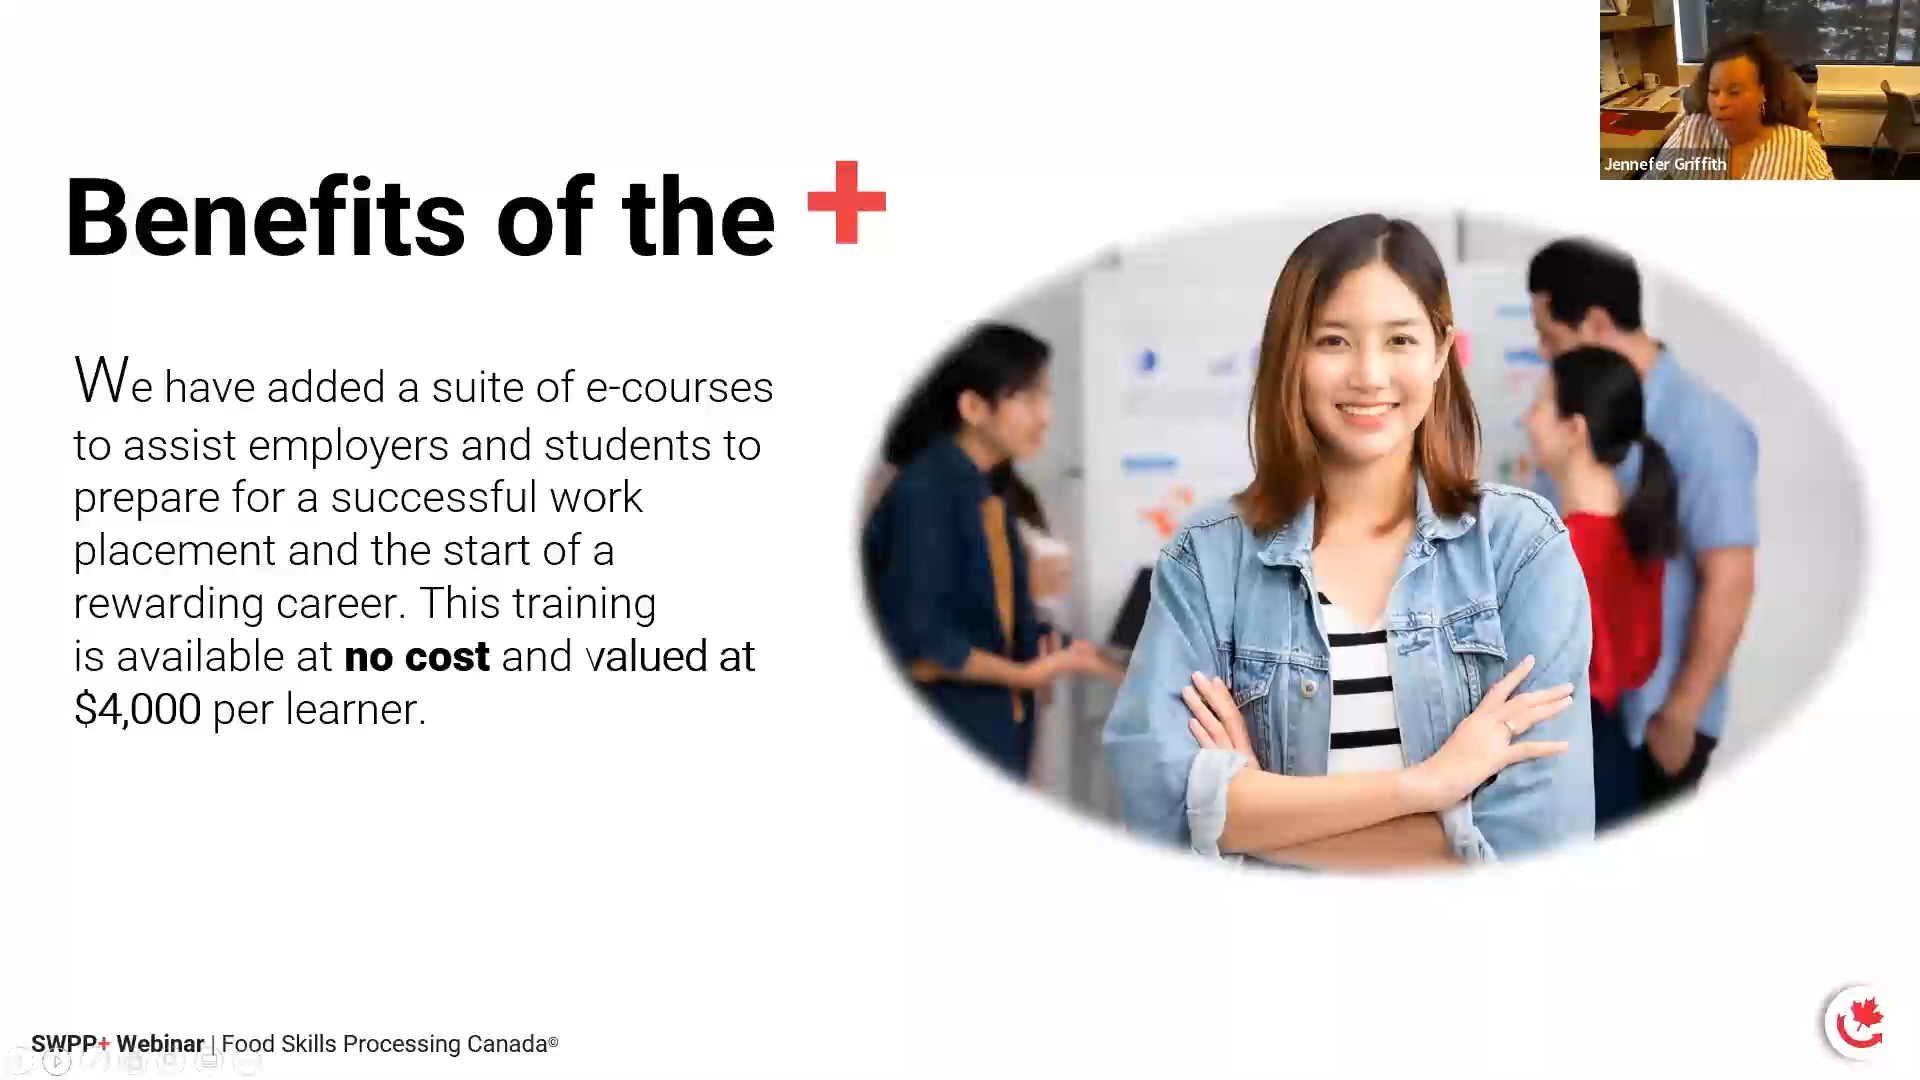 Jennefer Griffith
Benefits of the +
We have added a suite of e-courses
to assist employers and students to
prepare for a successful work
placement and the start of a
rewarding career. This training
is available at no cost and valued at
$4,000 per learner.
SWPP+ Webinar | Food Skills Processing Canada©